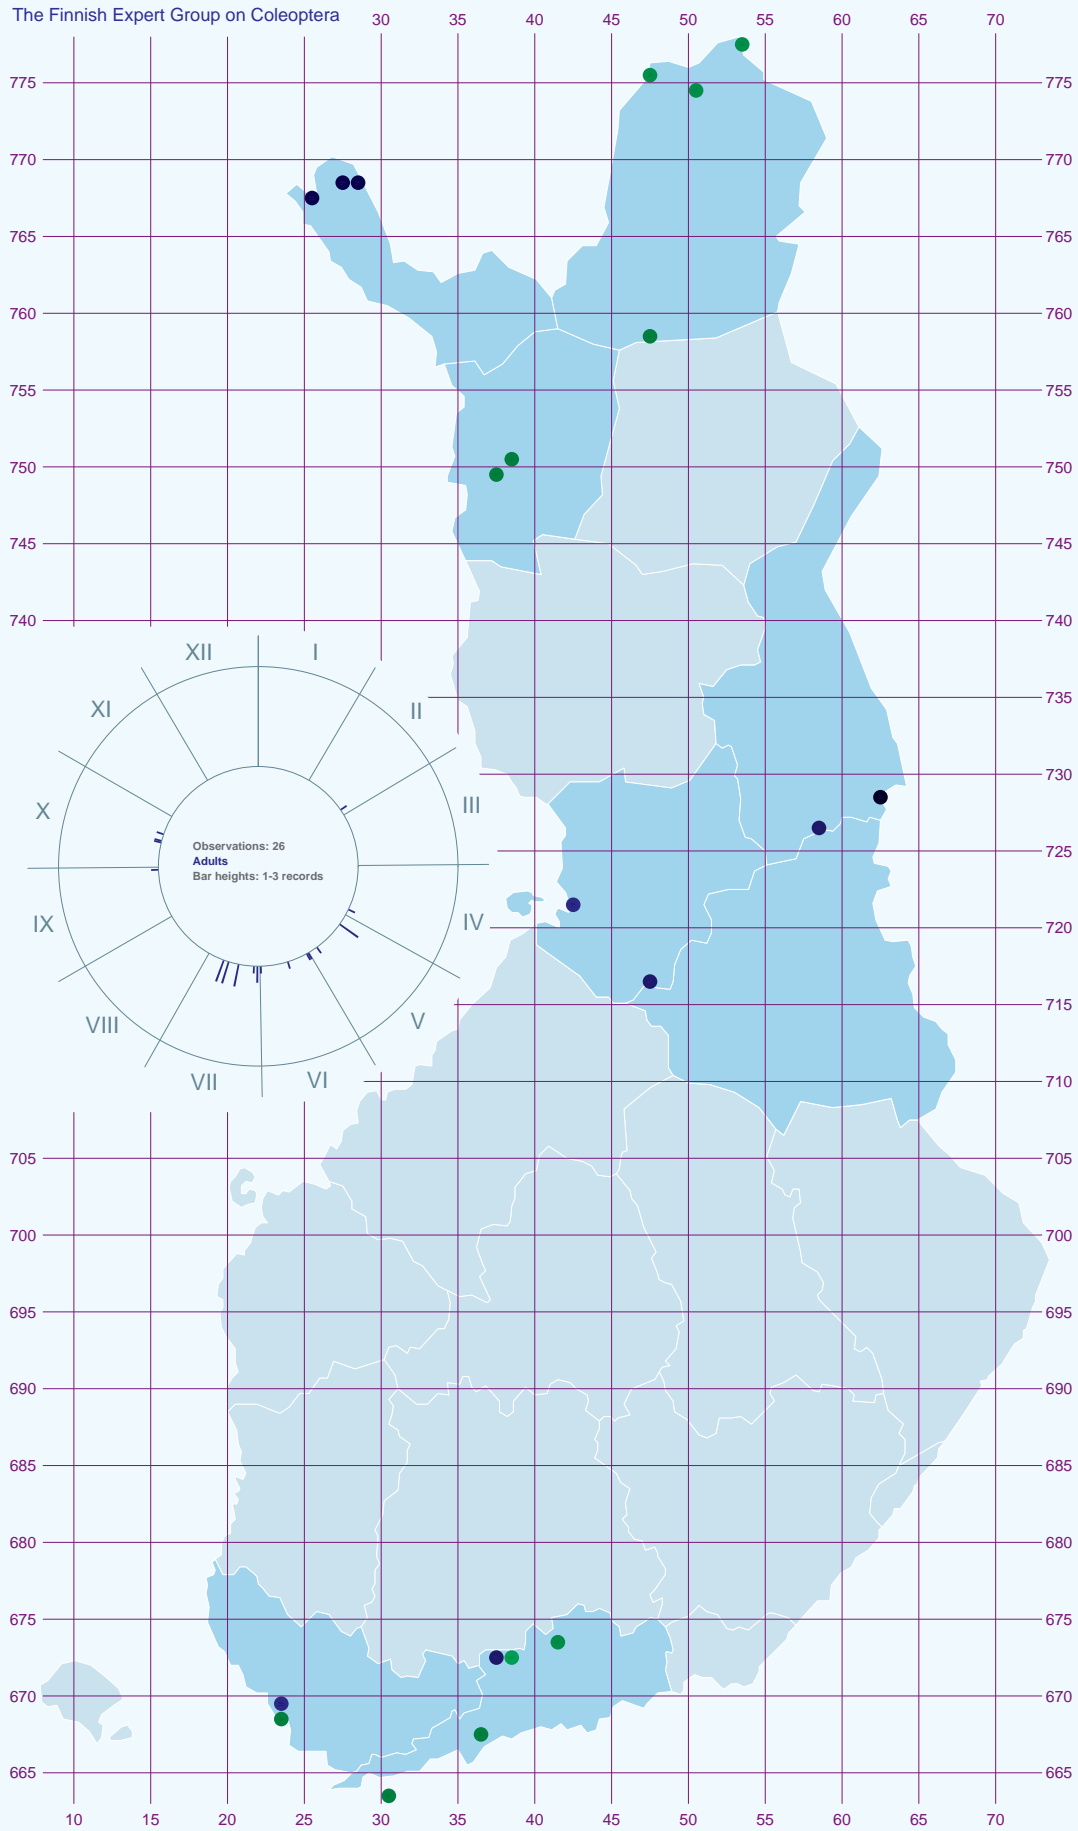 The Finnish Expert Group on Coleoptera
30 40 45 50 55 60 70
775 775
770 770
765 765
760 760
755 755
750 750
745 745
740 740
XII I
XI II
735
X III
730
Observations: 26
Adults
Bar heights: 1-3 records
725
IX IV
720
VIII V
715
VII VI
710
705 705
700 700
695 695
690 690
685 685
680 680
675 675
670 670
665 665
10 15 20 25 30 35 40 45 50 55 60 65 70